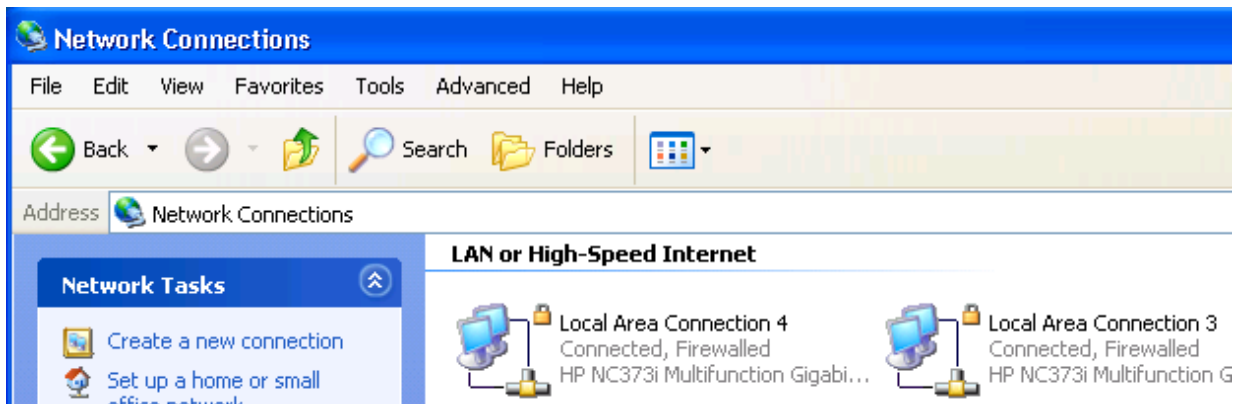 Network Connections
File Edit View Favorites Tools Advanced Help
Back Search Folders
Address Network Connections
LAN or High-Speed Internet
Network Tasks
Local Area Connection 4
Connected, Firewalled
HP NC373i Multifunction Gigabi...
Local Area Connection 3
Connected, Firewalled
HP NC373i Multifunction G
Create a new connection
Set up a home or small
office network